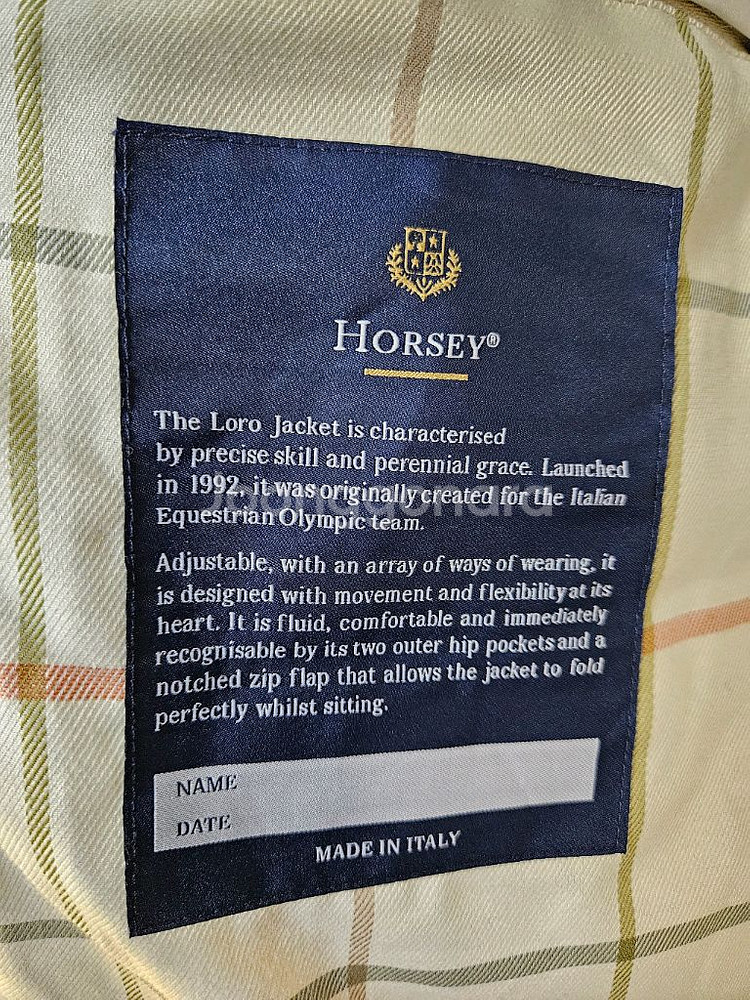 HORSEY®
The Loro Jacket is characterised
by precise skill and perennial grace. Launched
in 1992, it was originally created for the Italian
Equestrian Olympic team.
Adjustable, with an array of ways of wearing, it
is designed with movement and flexibility at its
heart. It is fluid, comfortable and immediately
recognisable by its two outer hip pockets and a
notched zip flap that allows the jacket to fold
perfectly whilst sitting.
NAME
DATE
MADE IN ITALY